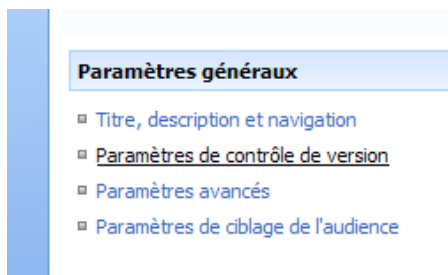 Paramètres généraux
Titre, description et navigation
Paramètres de contrôle de version
Paramètres avancés
Paramètres de ciblage de l'audience